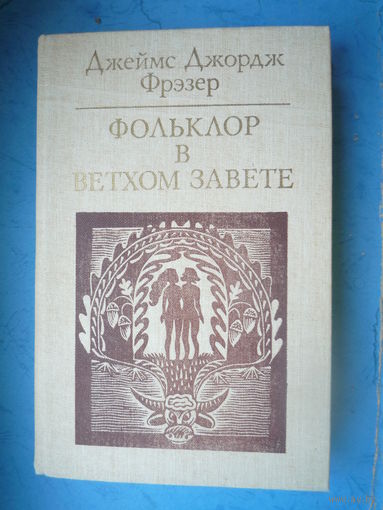 Джеймс Джордж
Фрэзер
ФОЛЬКЛОР
В
ВЕТХОМ ЗАВЕТЕ